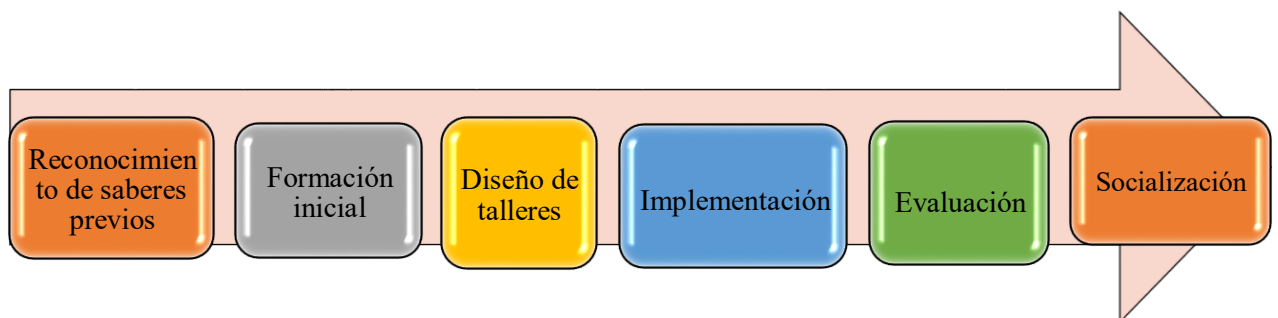 Reconocimien
to de saberes
previos
Formación
inicial
Diseño de
talleres
Implementación
Evaluación
Socialización